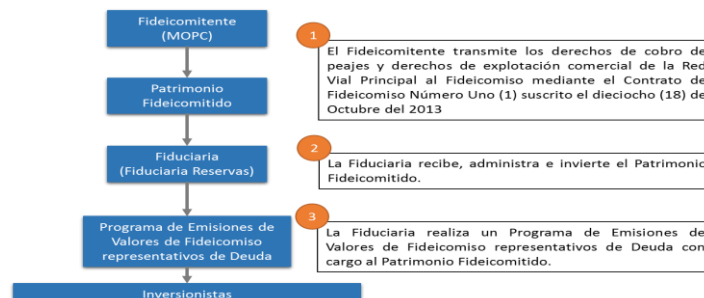 Fideicomitente
(MOPC)
1
El Fideicomitente transmite los derechos de cobro de
peajes y derechos de explotación comercial de la Red
Vial Principal al Fideicomiso mediante el Contrato de
Fideicomiso Número Uno (1) suscrito el dieciocho (18) de
Octubre del 2013
Patrimonio
Fideicomitido
2
Fiduciaria
(Fiduciaria Reservas)
La Fiduciaria recibe, administra e invierte el Patrimonio
Fideicomitido.
3
Programa de Emisiones de
Valores de Fideicomiso
representativos de Deuda
La Fiduciaria realiza un Programa de Emisiones de
Valores de Fideicomiso representativos de Deuda con
cargo al Patrimonio Fideicomitido.
Inversionistas